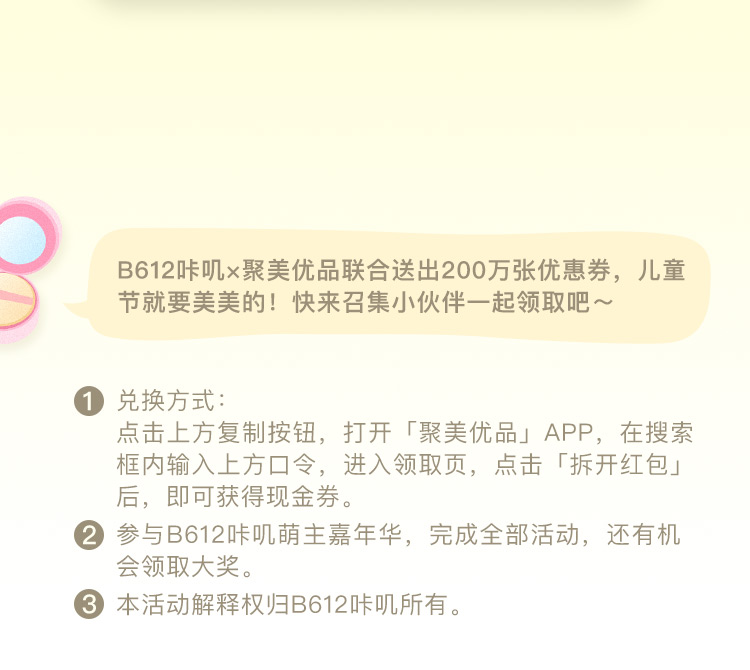 B612咔叽×聚美优品联合送出200万张优惠券，儿童
节就要美美的！快来召集小伙伴一起领取吧～
1 兑换方式：
点击上方复制按钮，打开「聚美优品」APP，在搜索
框内输入上方口令，进入领取页，点击「拆开红包」
后，即可获得现金券。
2 参与B612咔叽萌主嘉年华，完成全部活动，还有机
会领取大奖。
3 本活动解释权归B612咔叽所有。